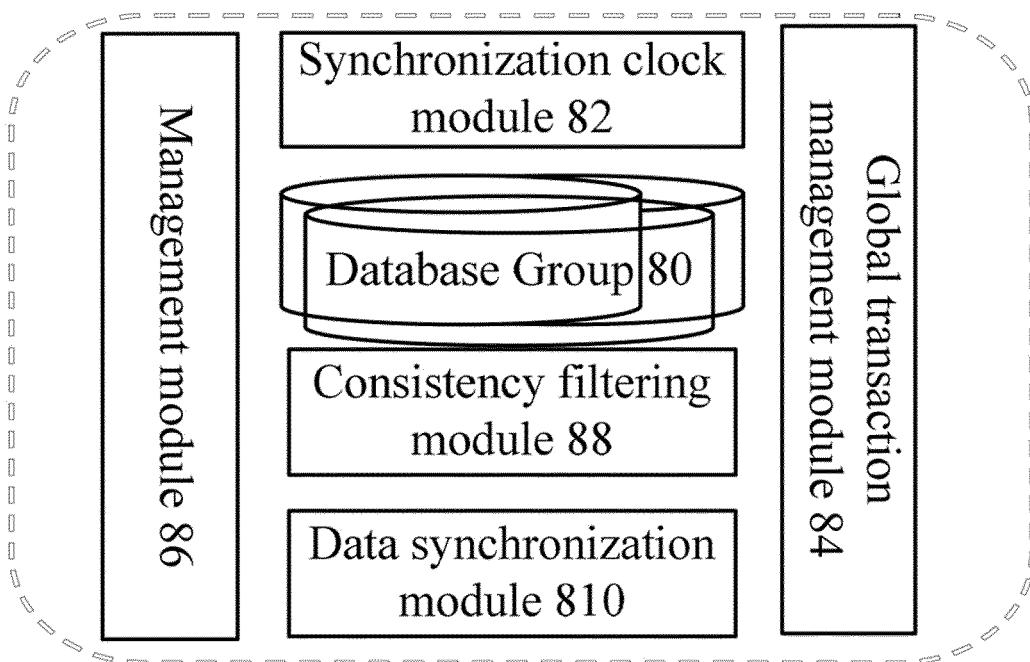 Management module 86
Synchronization clock
module 82
Database Group 80
Consistency filtering
module 88
Data synchronization
module 810
Global transaction
management module 84